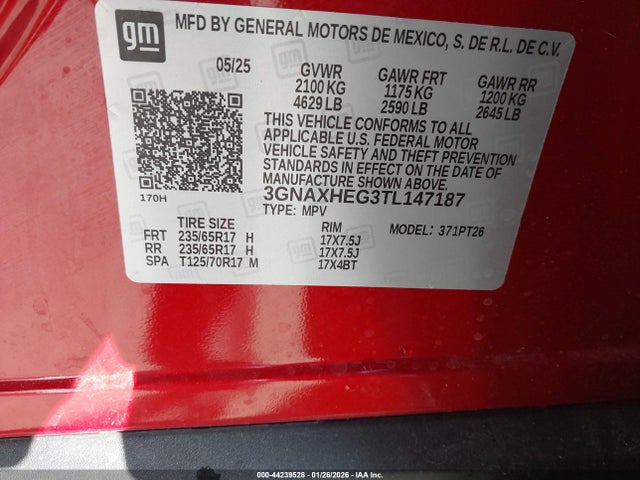 gm
MFD BY GENERAL MOTORS DE MEXICO, S. DE R.L. DE C.V.
05/25 GVWR GAWR FRT GAWR RR
2100 KG 1175 KG 1200 KG
4629 LB 2590 LB 2645 LB
THIS VEHICLE CONFORMS TO ALL
APPLICABLE U.S. FEDERAL MOTOR
VEHICLE SAFETY AND THEFT PREVENTION
STANDARDS IN EFFECT ON THE DATE OF
MANUFACTURE SHOWN ABOVE.
170H
3GNAXHEG3TL147187
TYPE: MPV
TIRE SIZE RIM MODEL: 371PT26
FRT 235/65R17 H 17X7.5J
RR 235/65R17 H 17X7.5J
SPA T125/70R17 M 17X4BT
000-44239528 - 01/26/2026 - IAA Corp.